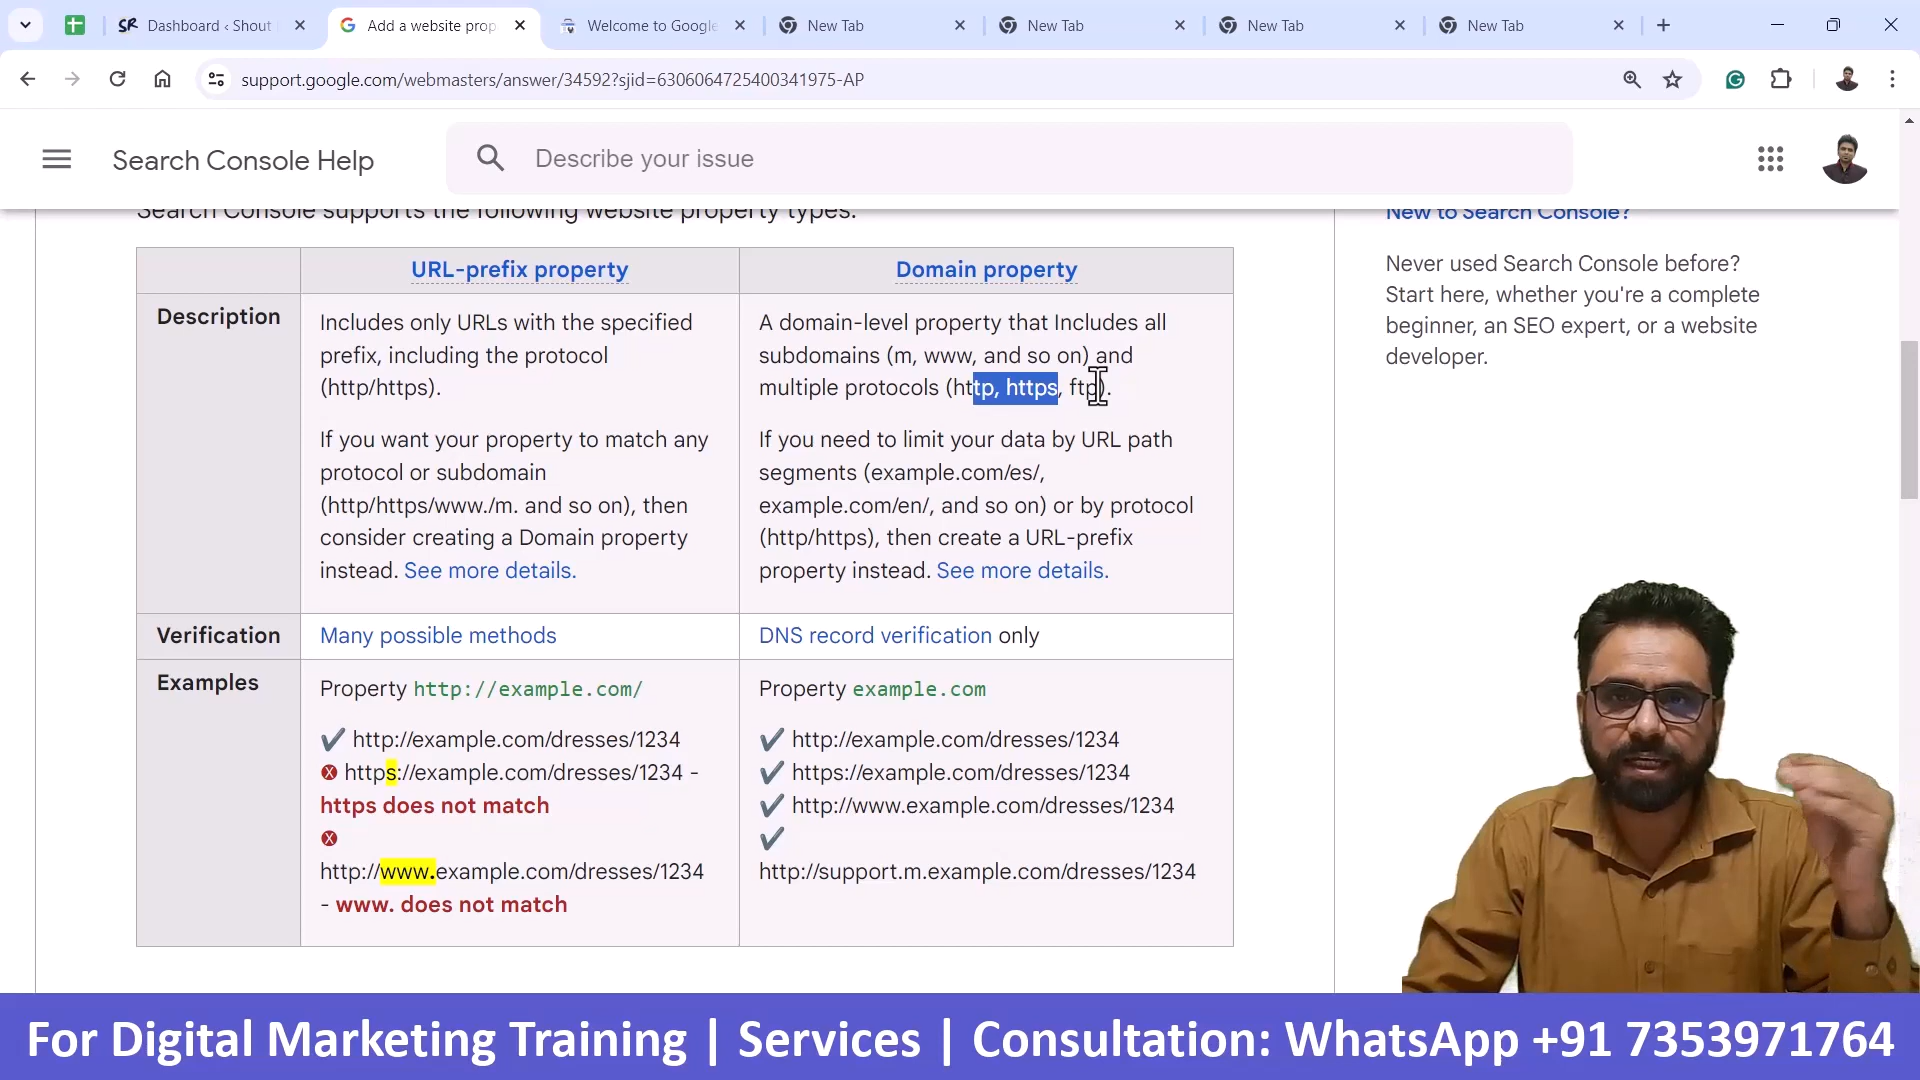 Dashboard ‹ Shout
Add a website prop
Welcome to Google
New Tab
New Tab
New Tab
New Tab
support.google.com/webmasters/answer/34592?sjid=6306064725400341975-AP
Search Console Help
Describe your issue
Search Console supports the following website property types:
URL-prefix property
Domain property
Description
Includes only URLs with the specified
prefix, including the protocol
(http/https).
If you want your property to match any
protocol or subdomain
(http/https/www./m. and so on), then
consider creating a Domain property
instead. See more details.
A domain-level property that Includes all
subdomains (m, www, and so on) and
multiple protocols (http, https, ftp).
If you need to limit your data by URL path
segments (example.com/es/,
example.com/en/, and so on) or by protocol
(http/https), then create a URL-prefix
property instead. See more details.
Verification
Many possible methods
DNS record verification only
Examples
Property http://example.com/
✔ http://example.com/dresses/1234
https://example.com/dresses/1234 -
https does not match
http://www.example.com/dresses/1234
- www. does not match
Property example.com
✔ http://example.com/dresses/1234
✔ https://example.com/dresses/1234
✔ http://www.example.com/dresses/1234
✔
http://support.m.example.com/dresses/1234
New to Search Console?
Never used Search Console before?
Start here, whether you're a complete
beginner, an SEO expert, or a website
developer.
For Digital Marketing Training | Services | Consultation: WhatsApp +91 7353971764